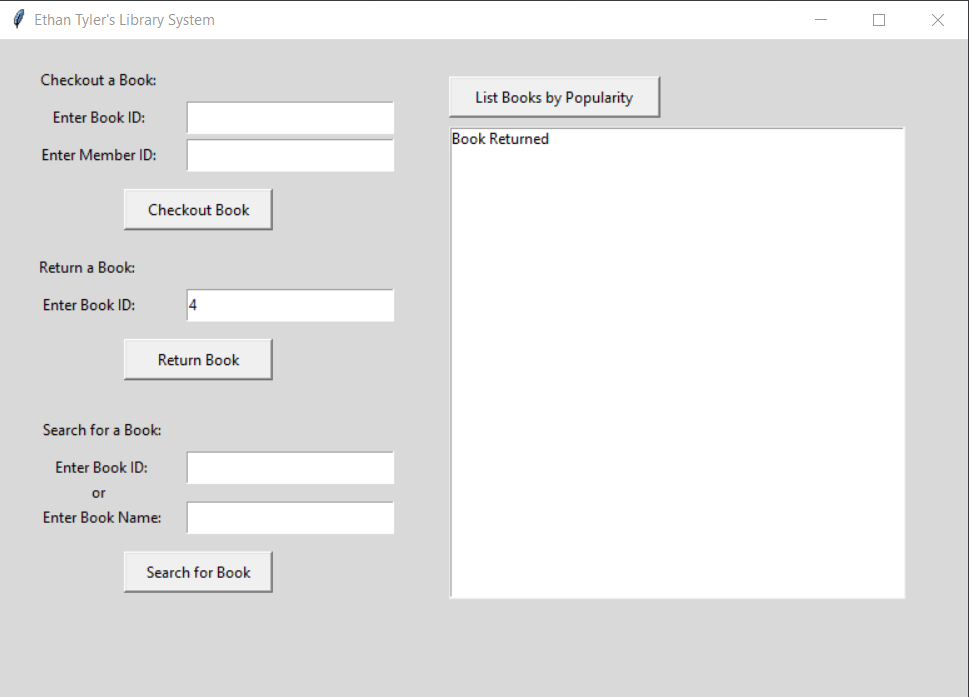 Ethan Tyler's Library System
Checkout a Book:
Enter Book ID:
Enter Member ID:
Checkout Book
Return a Book:
Enter Book ID:
4
Return Book
Search for a Book:
Enter Book ID:
or
Enter Book Name:
Search for Book
List Books by Popularity
Book Returned